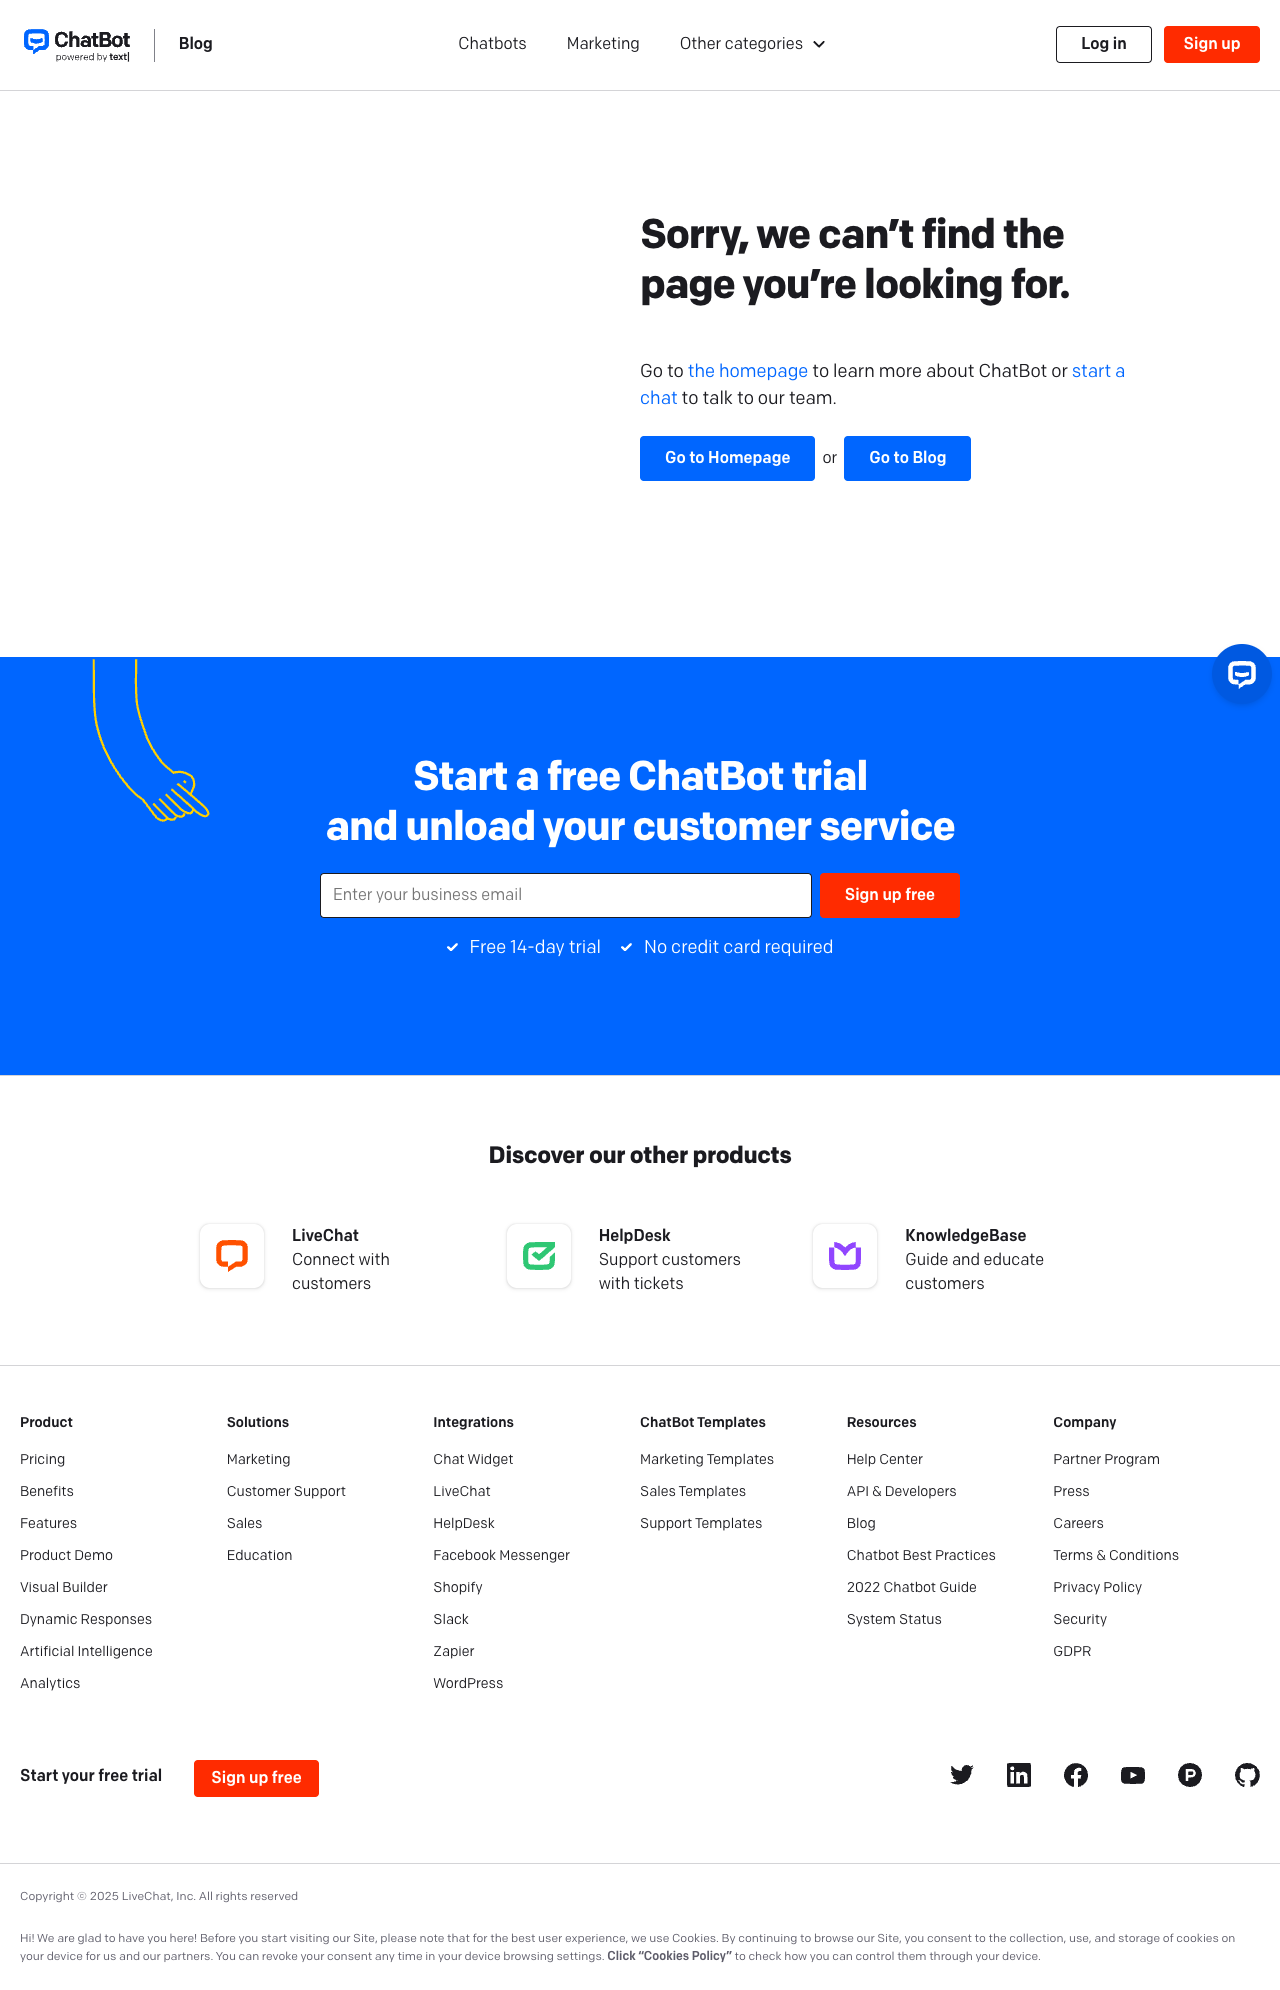 ChatBot
powered by text|
Blog
Chatbots
Marketing
Other categories
Log in
Sign up
Sorry, we can’t find the
page you’re looking for.
Go to the homepage to learn more about ChatBot or start a
chat to talk to our team.
Go to Homepage
or
Go to Blog
Start a free ChatBot trial
and unload your customer service
Enter your business email
Sign up free
Free 14-day trial
No credit card required
Discover our other products
LiveChat
Connect with
customers
HelpDesk
Support customers
with tickets
KnowledgeBase
Guide and educate
customers
Product
Pricing
Benefits
Features
Product Demo
Visual Builder
Dynamic Responses
Artificial Intelligence
Analytics
Solutions
Marketing
Customer Support
Sales
Education
Integrations
Chat Widget
LiveChat
HelpDesk
Facebook Messenger
Shopify
Slack
Zapier
WordPress
ChatBot Templates
Marketing Templates
Sales Templates
Support Templates
Resources
Help Center
API & Developers
Blog
Chatbot Best Practices
2022 Chatbot Guide
System Status
Company
Partner Program
Press
Careers
Terms & Conditions
Privacy Policy
Security
GDPR
Start your free trial
Sign up free
Copyright © 2025 LiveChat, Inc. All rights reserved
Hi! We are glad to have you here! Before you start visiting our Site, please note that for the best user experience, we use Cookies. By continuing to browse our Site, you consent to the collection, use, and storage of cookies on
your device for us and our partners. You can revoke your consent any time in your device browsing settings. Click “Cookies Policy” to check how you can control them through your device.